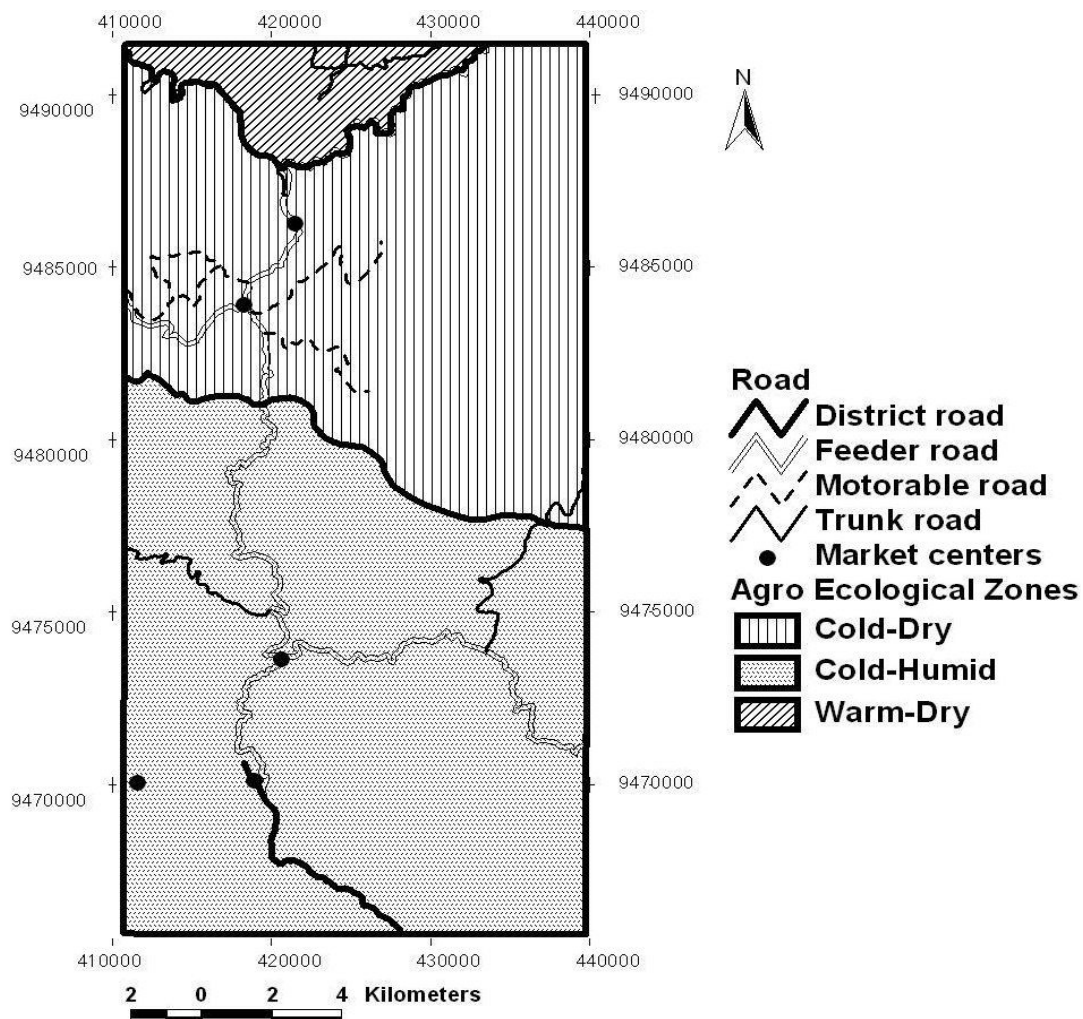 410000 420000 430000 440000
N
9490000 9490000
9485000 9485000
Road
District road
9480000 9480000
Feeder road
Motorable road
Trunk road
Market centers
Agro Ecological Zones
9475000 9475000
Cold-Dry
Cold-Humid
Warm-Dry
9470000 9470000
410000 420000 430000 440000
2 0 2 4 Kilometers